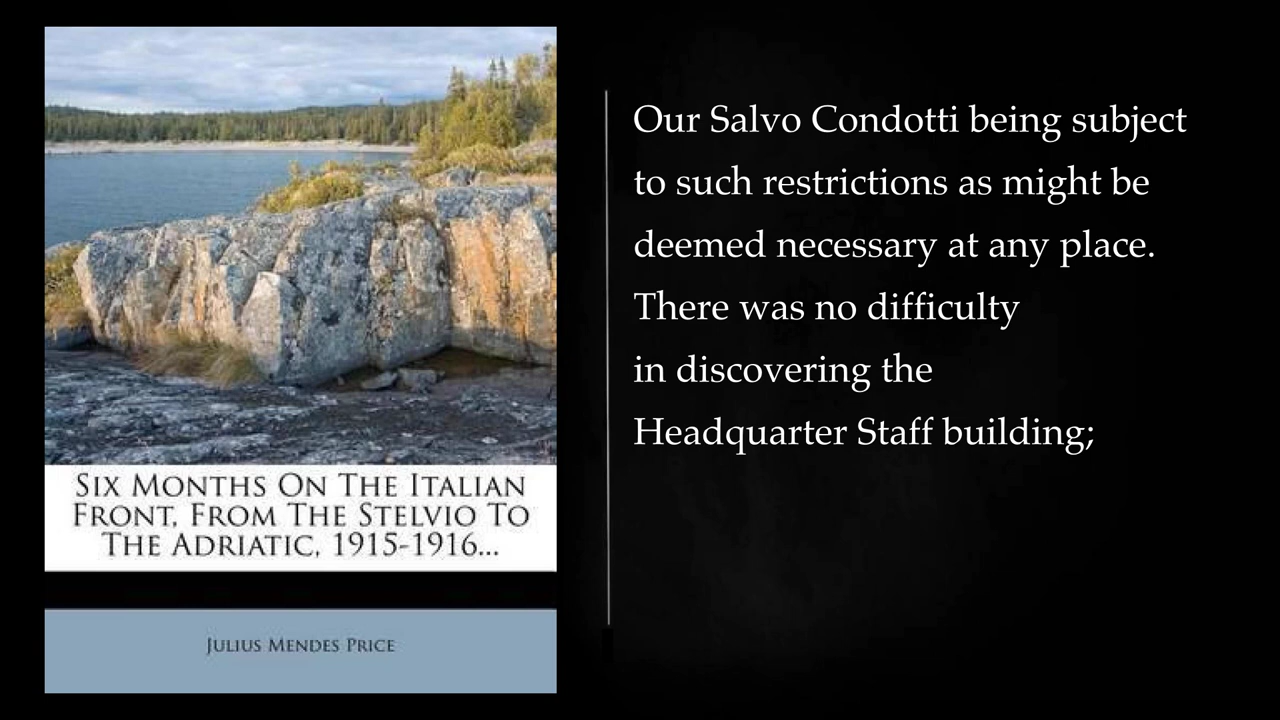 Six Months On The Italian
Front, From The Stelvio To
The Adriatic, 1915-1916...
Julius Mendes Price
Our Salvo Condotti being subject
to such restrictions as might be
deemed necessary at any place.
There was no difficulty
in discovering the
Headquarter Staff building;